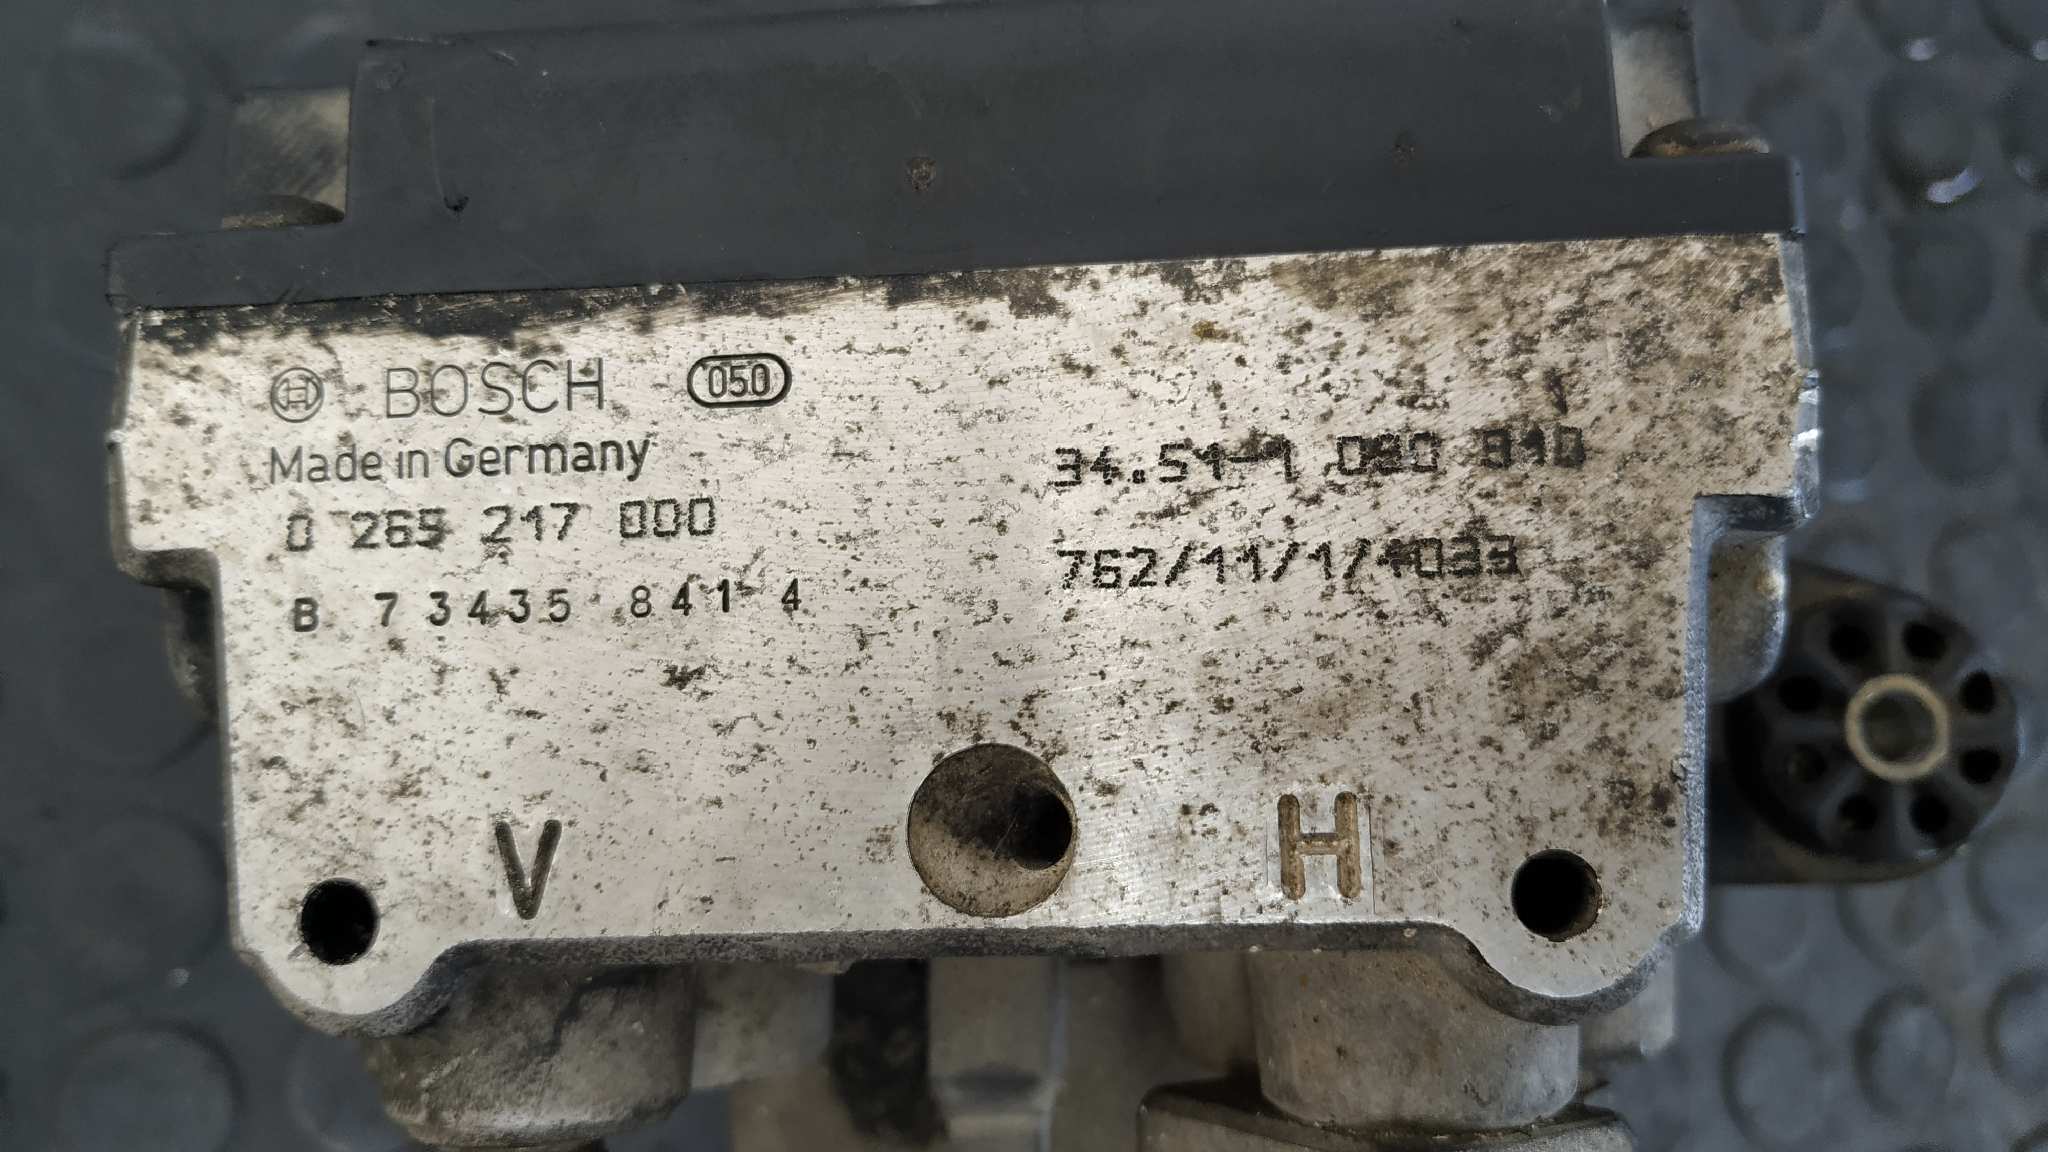 BOSCH 050
Made in Germany
0 265 217 000
B 73435 841 4
34.51-1 090 910
762/11/1/1033
V H